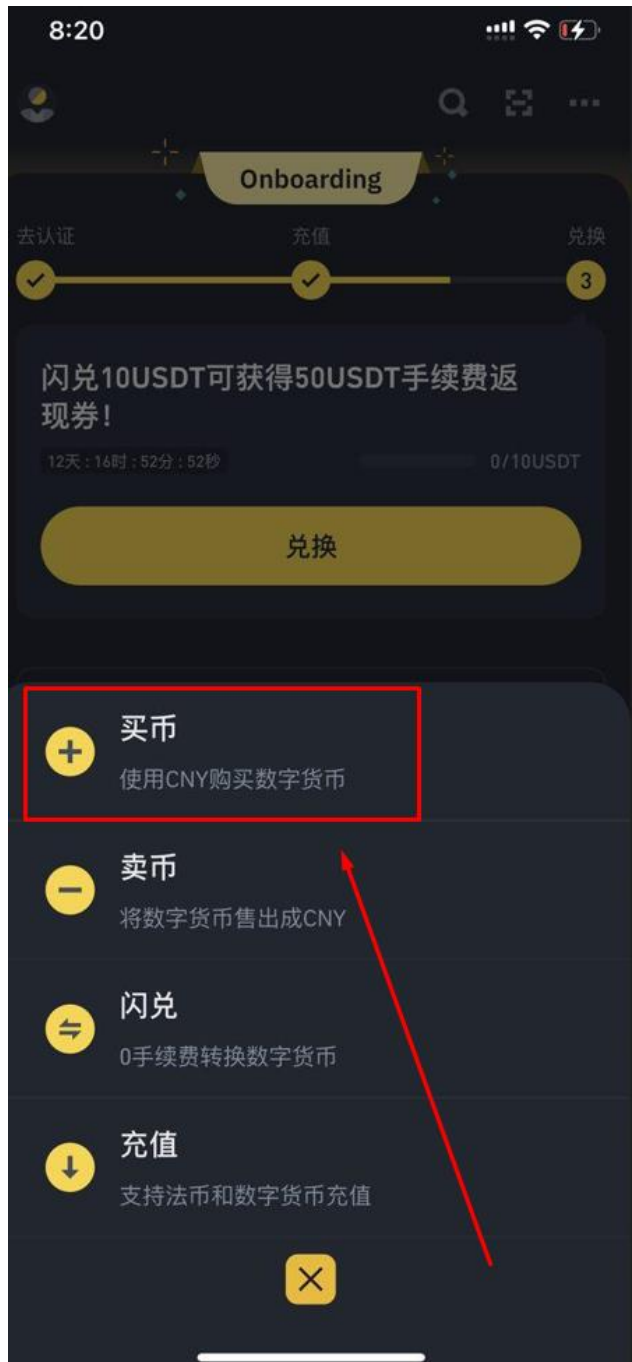 8:20
Onboarding
去认证
充值
兑换
3
闪兑10USDT可获得50USDT手续费返
现券！
12天 : 16时 : 52分 : 52秒
0/10USDT
兑换
买币
使用CNY购买数字货币
卖币
将数字货币售出成CNY
闪兑
0手续费转换数字货币
充值
支持法币和数字货币充值